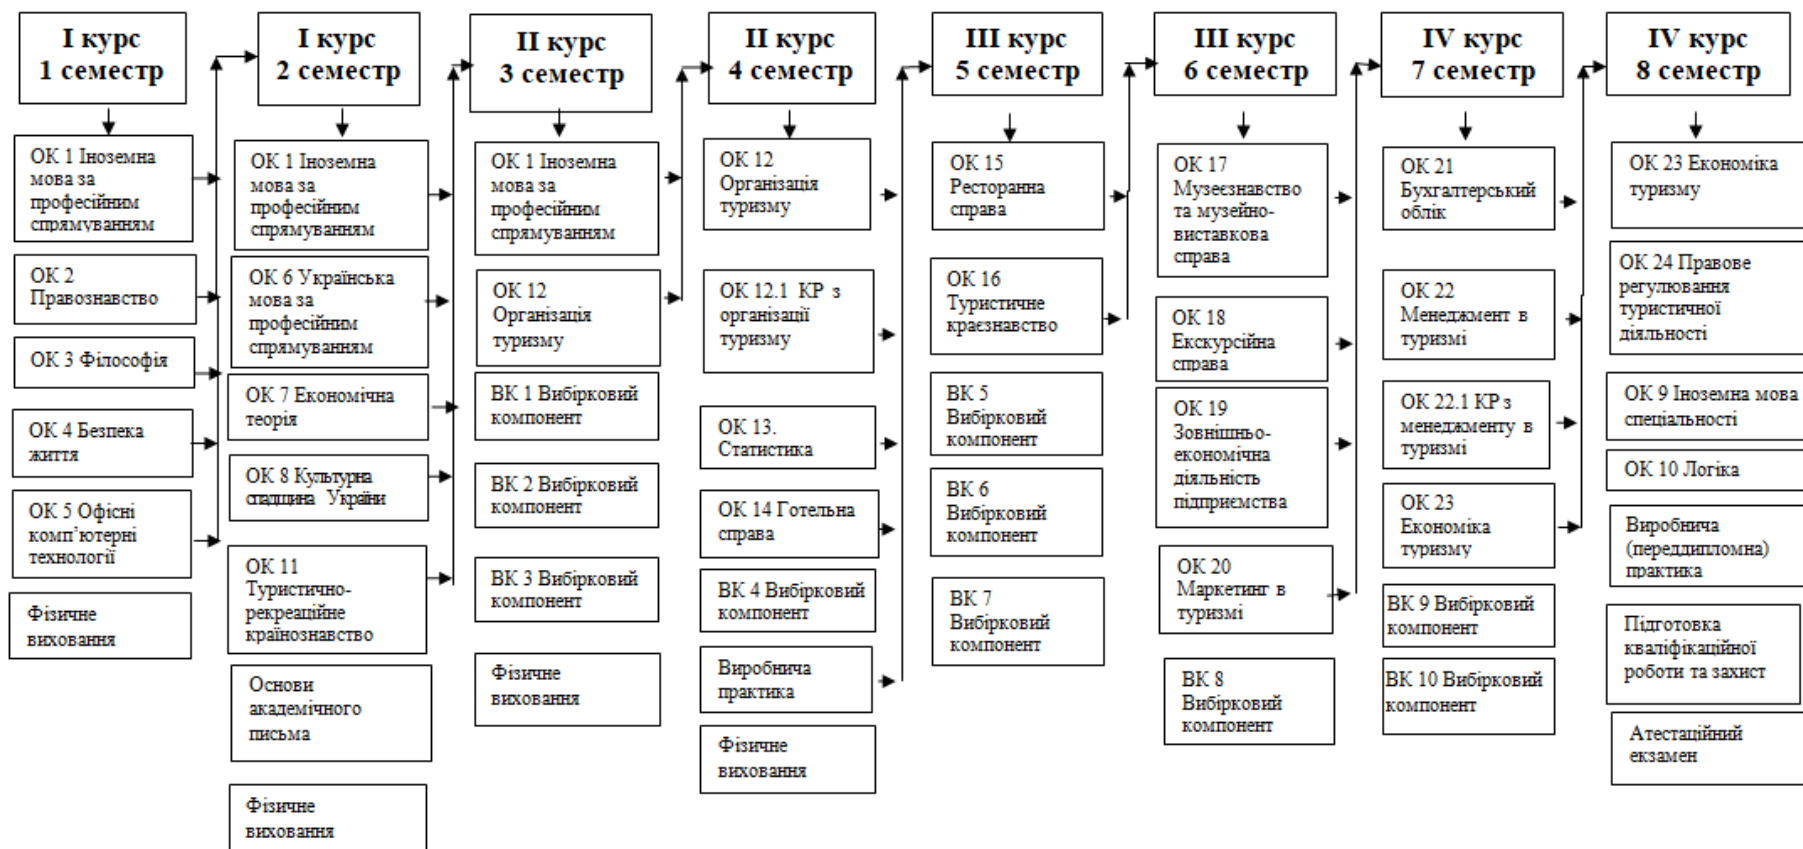 I курс
1 семестр
ОК 1 Іноземна
мова за
професійним
спрямуванням
ОК 2
Правознавство
ОК 3 Філософія
ОК 4 Безпека
життя
ОК 5 Офісні
комп’ютерні
технології
Фізичне
виховання
I курс
2 семестр
ОК 1 Іноземна
мова за
професійним
спрямуванням
ОК 6 Українська
мова за
професійним
спрямуванням
ОК 7 Економічна
теорія
ОК 8 Культурна
спадщина України
ОК 11
Туристично-
рекреаційне
країнознавство
Основи
академічного
письма
Фізичне
виховання
II курс
3 семестр
ОК 1 Іноземна
мова за
професійним
спрямуванням
ОК 12
Організація
туризму
ВК 1 Вибірковий
компонент
ВК 2 Вибірковий
компонент
ВК 3 Вибірковий
компонент
Фізичне
виховання
II курс
4 семестр
ОК 12
Організація
туризму
ОК 12.1 КР з
організації
туризму
ОК 13.
Статистика
ОК 14 Готельна
справа
ВК 4 Вибірковий
компонент
Виробнича
практика
Фізичне
виховання
III курс
5 семестр
ОК 15
Ресторанна
справа
ОК 16
Туристичне
краєзнавство
ВК 5
Вибірковий
компонент
ВК 6
Вибірковий
компонент
ВК 7
Вибірковий
компонент
III курс
6 семестр
ОК 17
Музеєзнавство
та музейно-
виставкова
справа
ОК 18
Екскурсійна
справа
ОК 19
Зовнішньо-
економічна
діяльність
підприємства
ОК 20
Маркетинг в
туризмі
ВК 8
Вибірковий
компонент
IV курс
7 семестр
ОК 21
Бухгалтерський
облік
ОК 22
Менеджмент в
туризмі
ОК 22.1 КР з
менеджменту в
туризмі
ОК 23
Економіка
туризму
ВК 9 Вибірковий
компонент
ВК 10 Вибірковий
компонент
IV курс
8 семестр
ОК 23 Економіка
туризму
ОК 24 Правове
регулювання
туристичної
діяльності
ОК 9 Іноземна мова
спеціальності
ОК 10 Логіка
Виробнича
(переддипломна)
практика
Підготовка
кваліфікаційної
роботи та захист
Атестаційний
екзамен